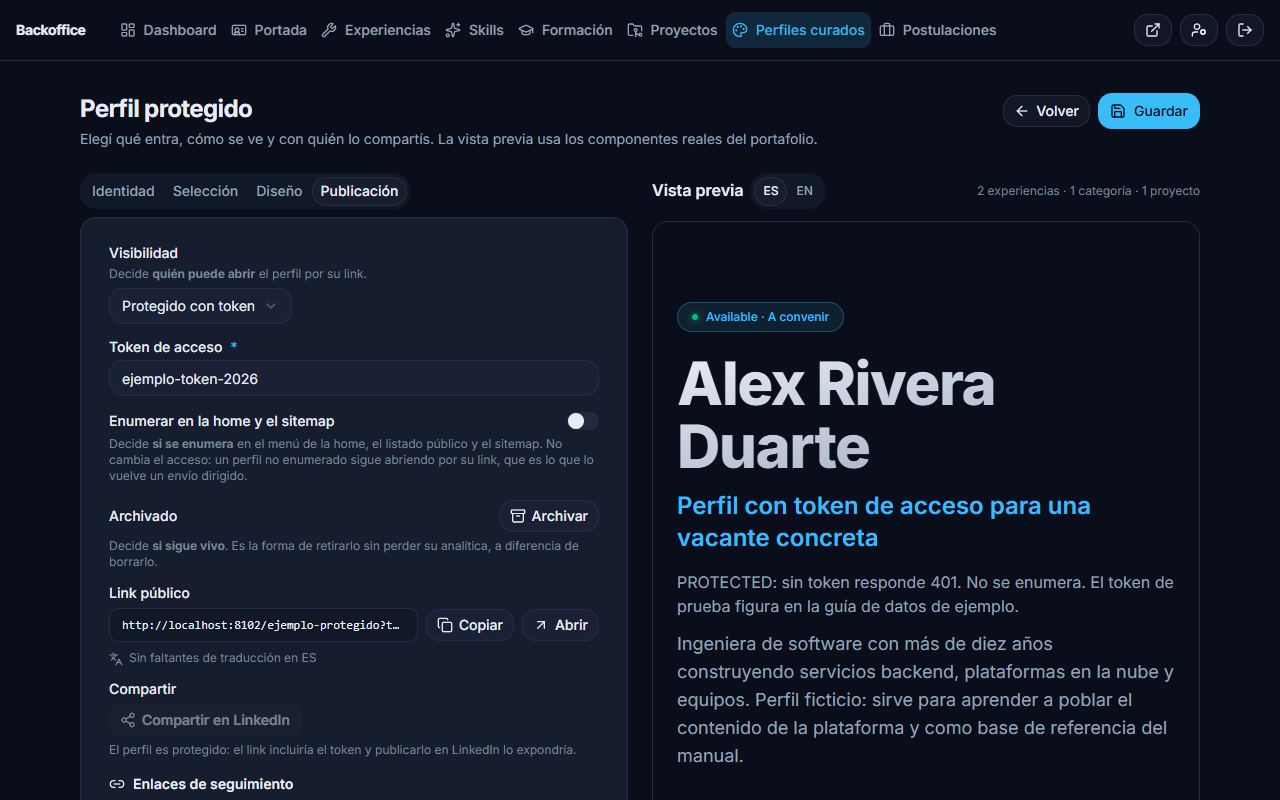 Backoffice
Dashboard
Portada
Experiencias
Skills
Formación
Proyectos
Perfiles curados
Postulaciones
Perfil protegido
Elegí qué entra, cómo se ve y con quién lo compartís. La vista previa usa los componentes reales del portafolio.
Volver
Guardar
Identidad
Selección
Diseño
Publicación
Visibilidad
Decide quién puede abrir el perfil por su link.
Protegido con token
Token de acceso *
ejemplo-token-2026
Enumerar en la home y el sitemap
Decide si se enumera en el menú de la home, el listado público y el sitemap. No
cambia el acceso: un perfil no enumerado sigue abriendo por su link, que es lo que lo
vuelve un envío dirigido.
Archivado
Archivar
Decide si sigue vivo. Es la forma de retirarlo sin perder su analítica, a diferencia de
borrarlo.
Link público
http://localhost:8102/ejemplo-protegido?t…
Copiar
Abrir
Sin faltantes de traducción en ES
Compartir
Compartir en LinkedIn
El perfil es protegido: el link incluiría el token y publicarlo en LinkedIn lo expondría.
Enlaces de seguimiento
Vista previa
ES
EN
2 experiencias · 1 categoría · 1 proyecto
Available · A convenir
Alex Rivera
Duarte
Perfil con token de acceso para una
vacante concreta
PROTECTED: sin token responde 401. No se enumera. El token de
prueba figura en la guía de datos de ejemplo.
Ingeniera de software con más de diez años
construyendo servicios backend, plataformas en la nube y
equipos. Perfil ficticio: sirve para aprender a poblar el
contenido de la plataforma y como base de referencia del
manual.